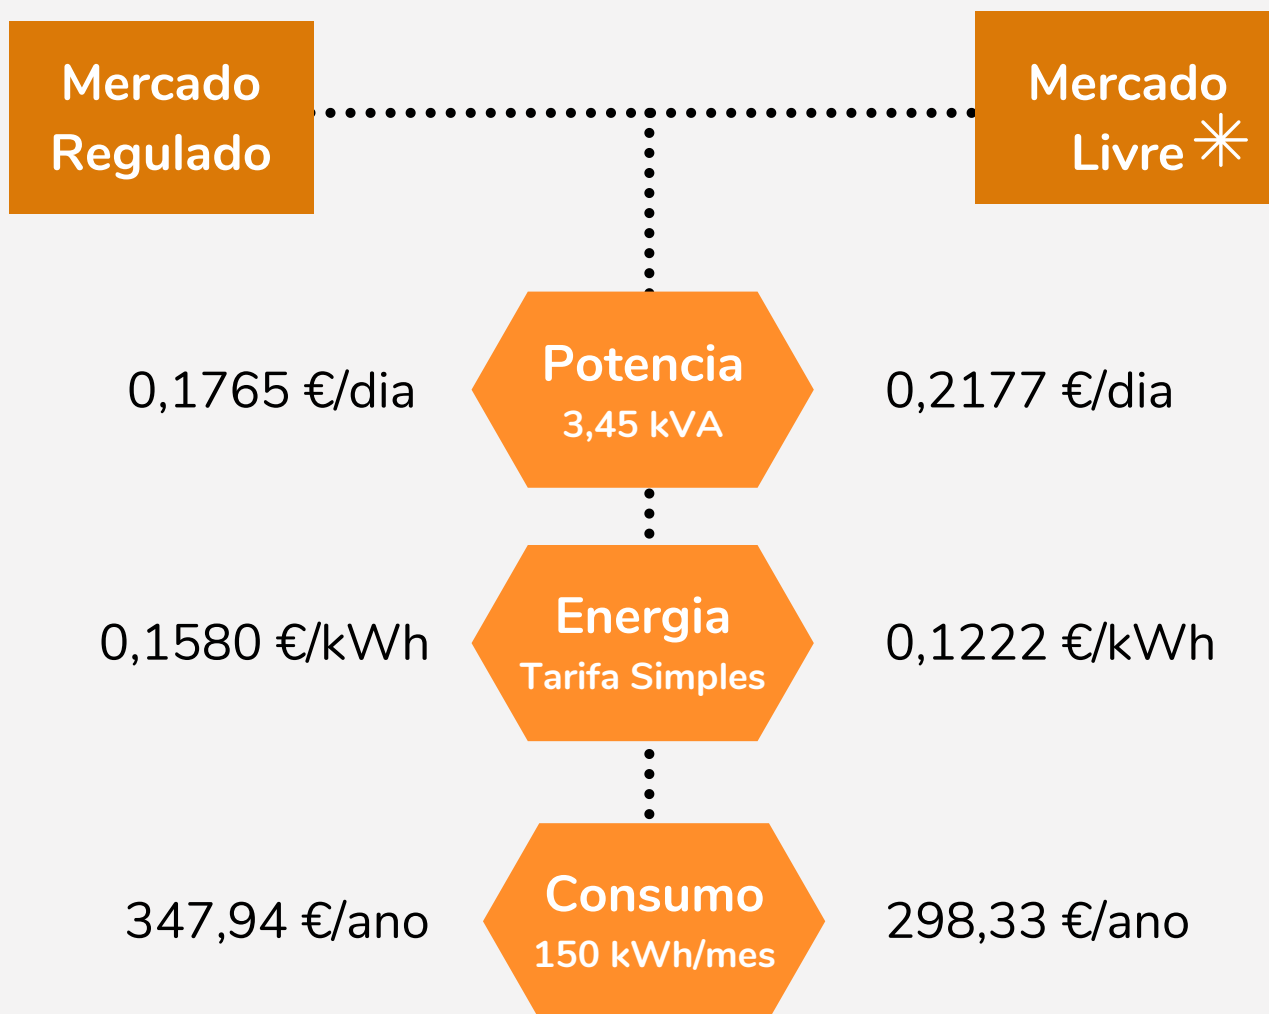 Mercado
Regulado
Mercado
Livre
0,1765 €/dia
Potencia
3,45 kVA
0,2177 €/dia
0,1580 €/kWh
Energia
Tarifa Simples
0,1222 €/kWh
347,94 €/ano
Consumo
150 kWh/mes
298,33 €/ano